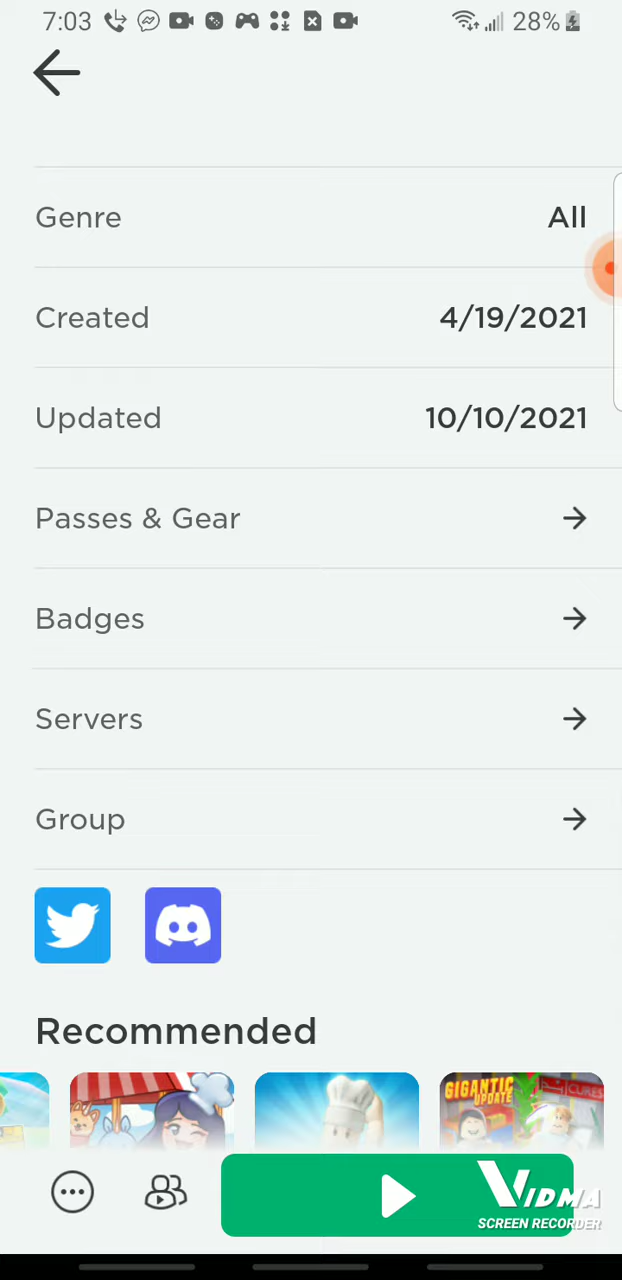 7:03 28%
Genre All
Created 4/19/2021
Updated 10/10/2021
Passes & Gear
Badges
Servers
Group
Recommended
GIGANTIC
UPDATE
CURES
VIDMA
SCREEN RECORDER